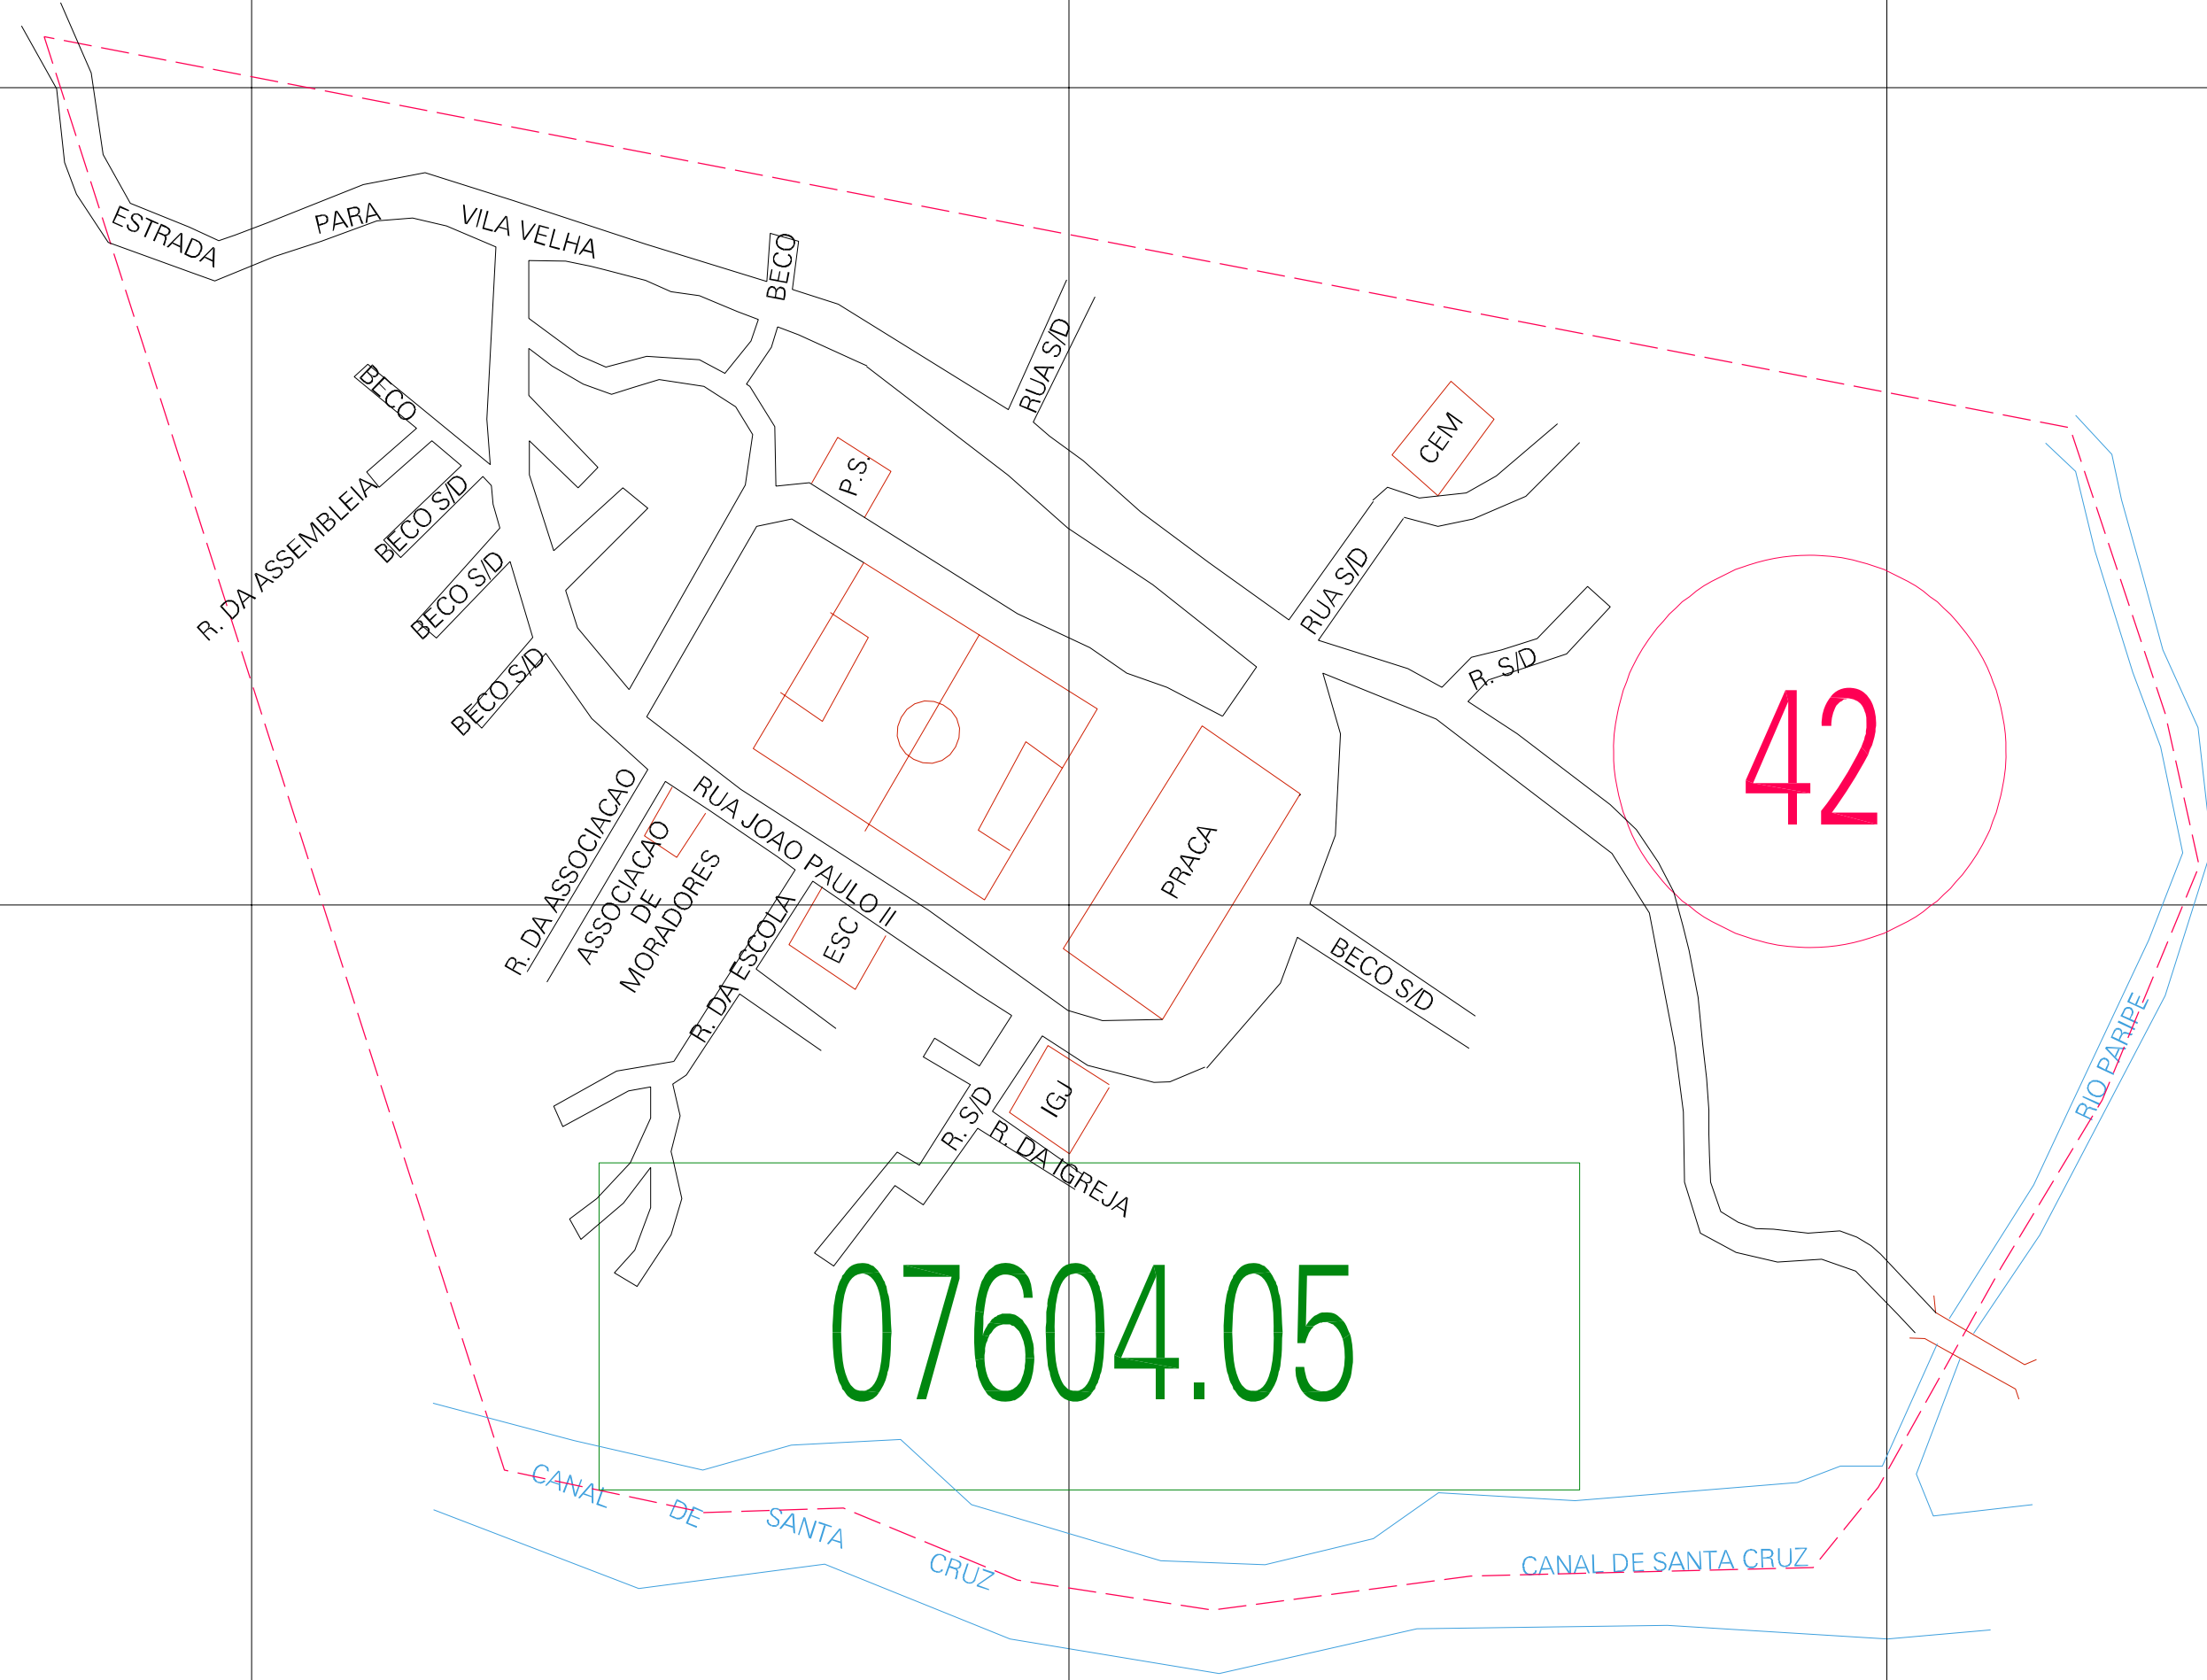 ESTRADA PARA VILA VELHA
BECO
RUA S/D
BECO
CEM
P.S.
R. DA ASSEMBLEIA
BECO S/D
BECO S/D
BECO S/D
RUA S/D
R. S/D
42
RUA JOAO PAULO II
PRACA
R. DA ASSOCIACAO
ASSOCIACAO
DE
MORADORES
ESC
R. DA ESCOLA
BECO S/D
IGJ
R. S/D
R. DA IGREJA
RIO PARIPE
07604.05
CANAL DE SANTA CRUZ
CANAL DE SANTA CRUZ